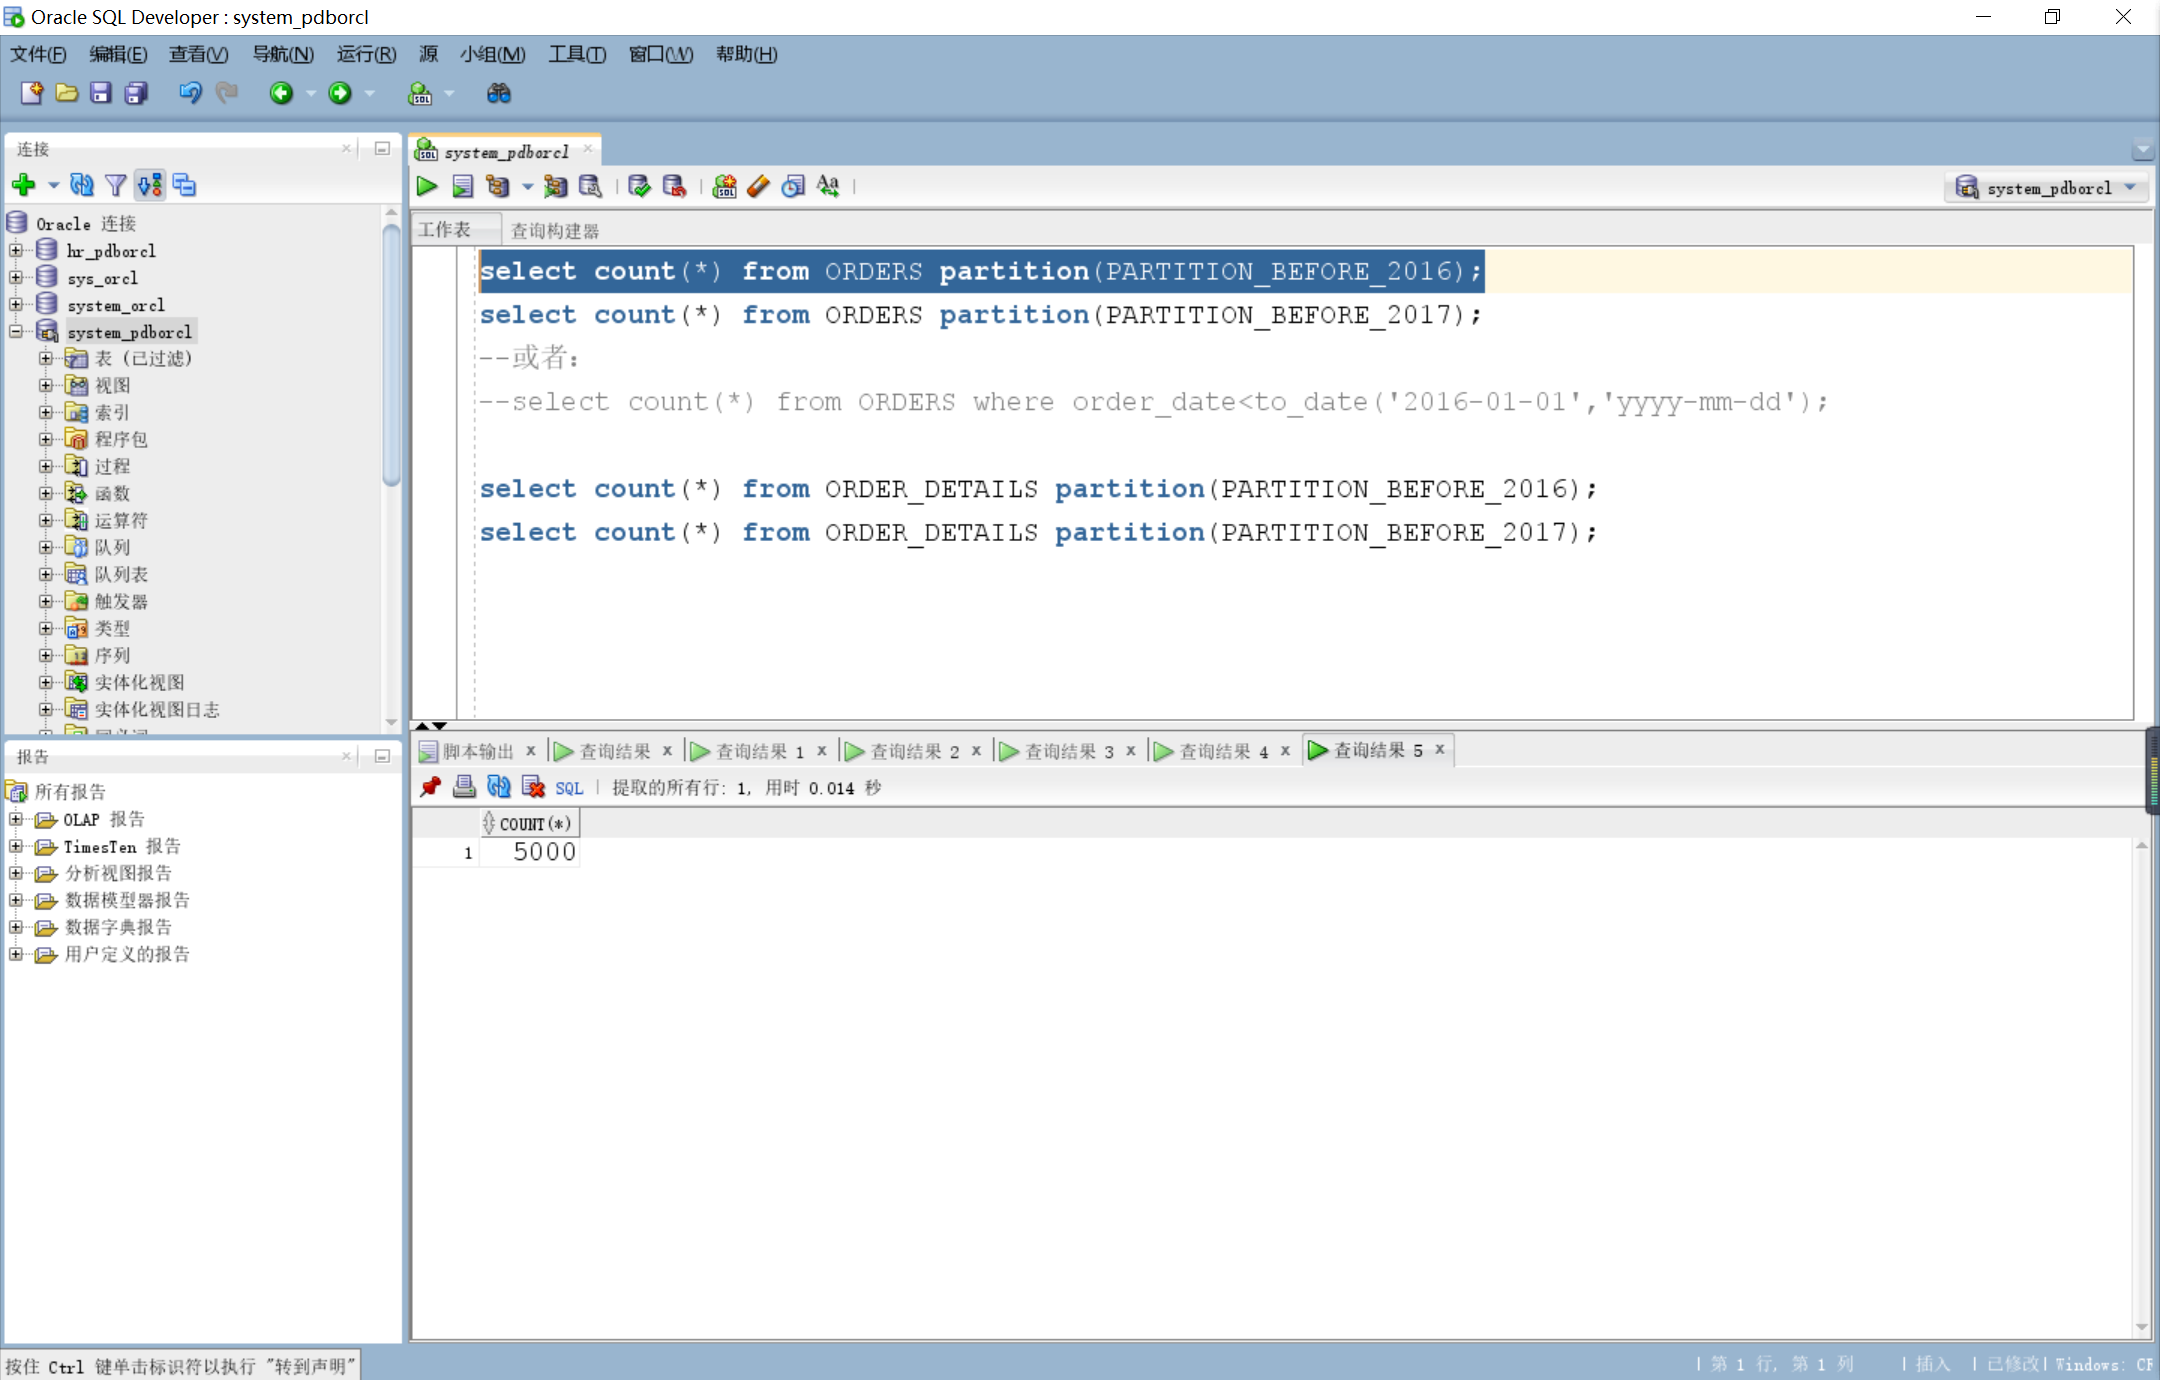 Oracle SQL Developer : system_pdborcl
文件(F) 编辑(E) 查看(V) 导航(N) 运行(R) 源 小组(M) 工具(T) 窗口(W) 帮助(H)
连接
Oracle 连接
hr_pdborcl
sys_orcl
system_orcl
system_pdborcl
表 (已过滤)
视图
索引
程序包
过程
函数
运算符
队列
队列表
触发器
类型
序列
实体化视图
实体化视图日志
报告
所有报告
OLAP 报告
TimesTen 报告
分析视图报告
数据模型器报告
数据字典报告
用户定义的报告
system_pdborcl
system_pdborcl
工作表 查询构建器
select count(*) from ORDERS partition(PARTITION_BEFORE_2016);
select count(*) from ORDERS partition(PARTITION_BEFORE_2017);
--或者:
--select count(*) from ORDERS where order_date<to_date('2016-01-01','yyyy-mm-dd');
select count(*) from ORDER_DETAILS partition(PARTITION_BEFORE_2016);
select count(*) from ORDER_DETAILS partition(PARTITION_BEFORE_2017);
脚本输出 x 查询结果 x 查询结果 1 x 查询结果 2 x 查询结果 3 x 查询结果 4 x 查询结果 5 x
SQL | 提取的所有行: 1, 用时 0.014 秒
COUNT(*)
1 5000
按住 Ctrl 键单击标识符以执行 "转到声明"
| 第 1 行, 第 1 列 | 插入 | 已修改| Windows: CR